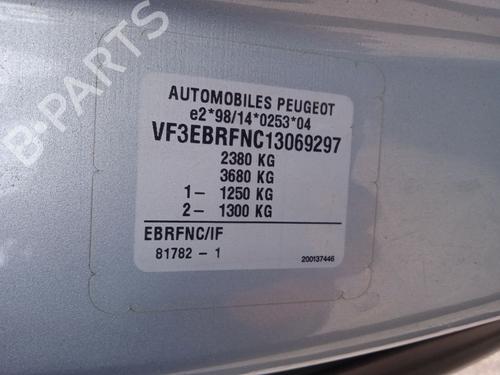 B-PARTS
AUTOMOBILES PEUGEOT
e2*98/14*0253*04
VF3EBRFNC13069297
2380 KG
3680 KG
1- 1250 KG
2- 1300 KG
EBRFNC/IF
81782 - 1
200137446